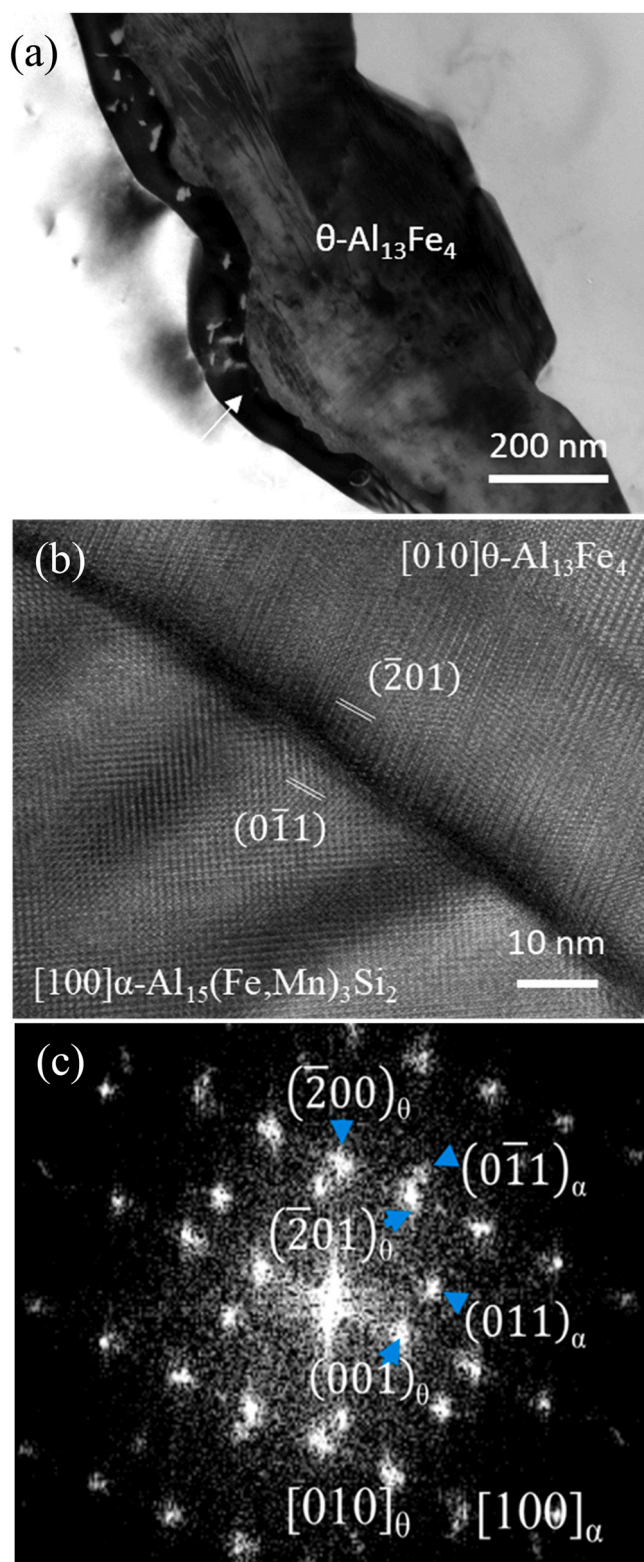 (a)
θ-Al₁₃Fe₄
200 nm
(b)
[010]θ-Al₁₃Fe₄
(2̅01)
(01̅1)
10 nm
[100]α-Al₁₅(Fe,Mn)₃Si₂
(c)
(2̅00)θ
(01̅1)α
(2̅01)θ
(011)α
(001)θ
[010]θ
[100]α